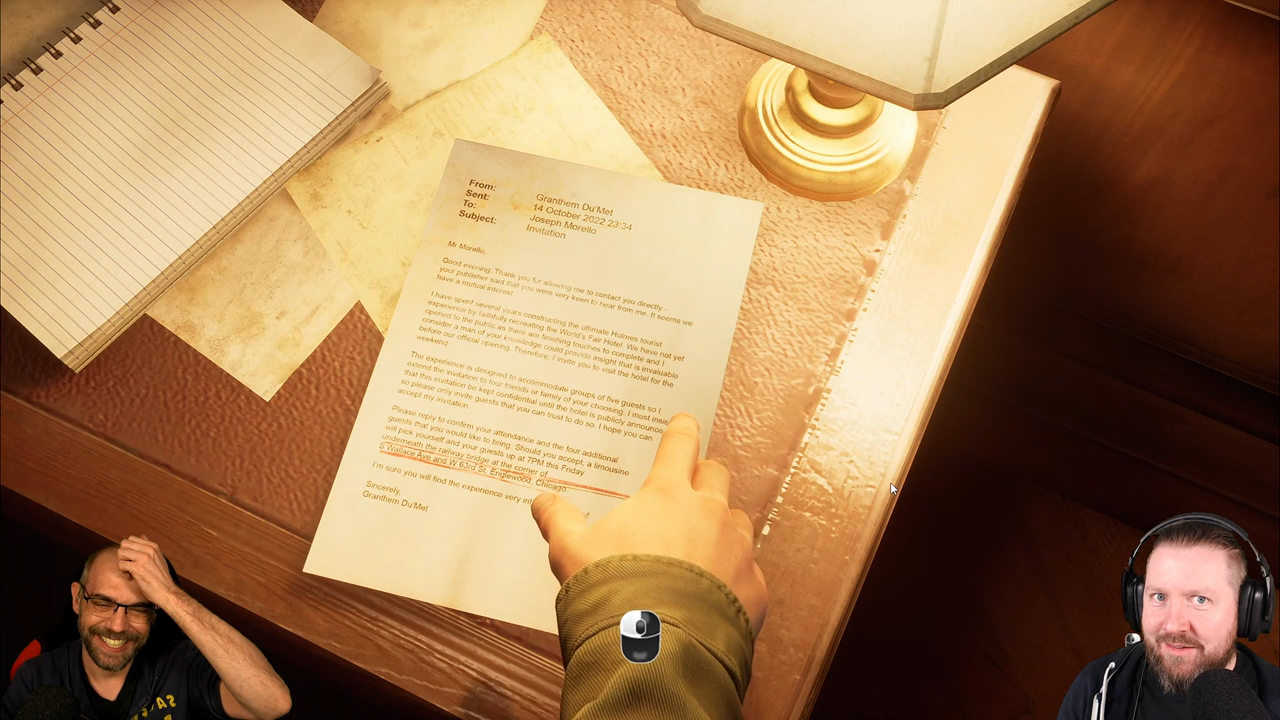 From: Granthem Du'Met
Sent: 14 October 2022 23:34
To: Joseph Morello
Subject: Invitation
Mr Morello,
Good evening. Thank you for allowing me to contact you directly -
your publisher said that you were very keen to hear from me. It seems we
have a mutual interest.
I have spent several years constructing the ultimate Holmes tourist
experience by faithfully recreating the World's Fair Hotel. We have not yet
opened to the public as there are finishing touches to complete and I
consider a man of your knowledge could provide insight that is invaluable
before our official opening. Therefore, I invite you to visit the hotel for the
weekend.
The experience is designed to accommodate groups of five guests so I
extend the invitation to four friends or family of your choosing. I must insist
that this invitation be kept confidential until the hotel is publicly announced
so please only invite guests that you can trust to do so. I hope you can
accept my invitation.
Please reply to confirm your attendance and the four additional
guests that you would like to bring. Should you accept, a limousine
will pick yourself and your guests up at 7PM this Friday
underneath the railway bridge at the corner of
S Wallace Ave and W 63rd St, Englewood, Chicago.
I'm sure you will find the experience very
Sincerely,
Granthem Du'Met